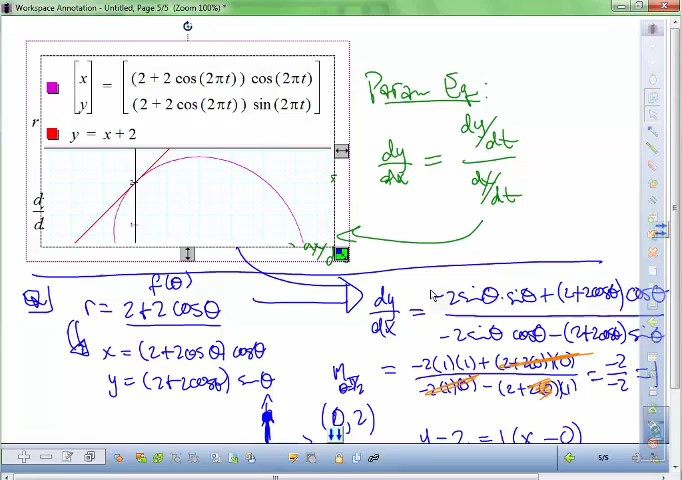 Workspace Annotation - Untitled, Page 5/5 (Zoom 100%) *
[x y] = [(2+2 cos(2πt)) cos(2πt)
(2+2 cos(2πt)) sin(2πt)]
y = x+2
r
2
1
d
d
Param Eq:
dy/dx = (dy/dt)/(dx/dt)
f(θ)
r = 2+2cosθ
x = (2+2cosθ) cosθ
y = (2+2cosθ) sinθ
dy/dx = (-2sinθ·sinθ+(2+2cosθ)cosθ)/(-2sinθ cosθ-(2+2cosθ)sinθ)
m θ=π/2 = (-2(1)(1)+(2+2(0))(0))/(-2(1)(0)-(2+2(0))(1)) = -2/-2 = 1
(0,2)
y-2 = 1(x-0)
5/5